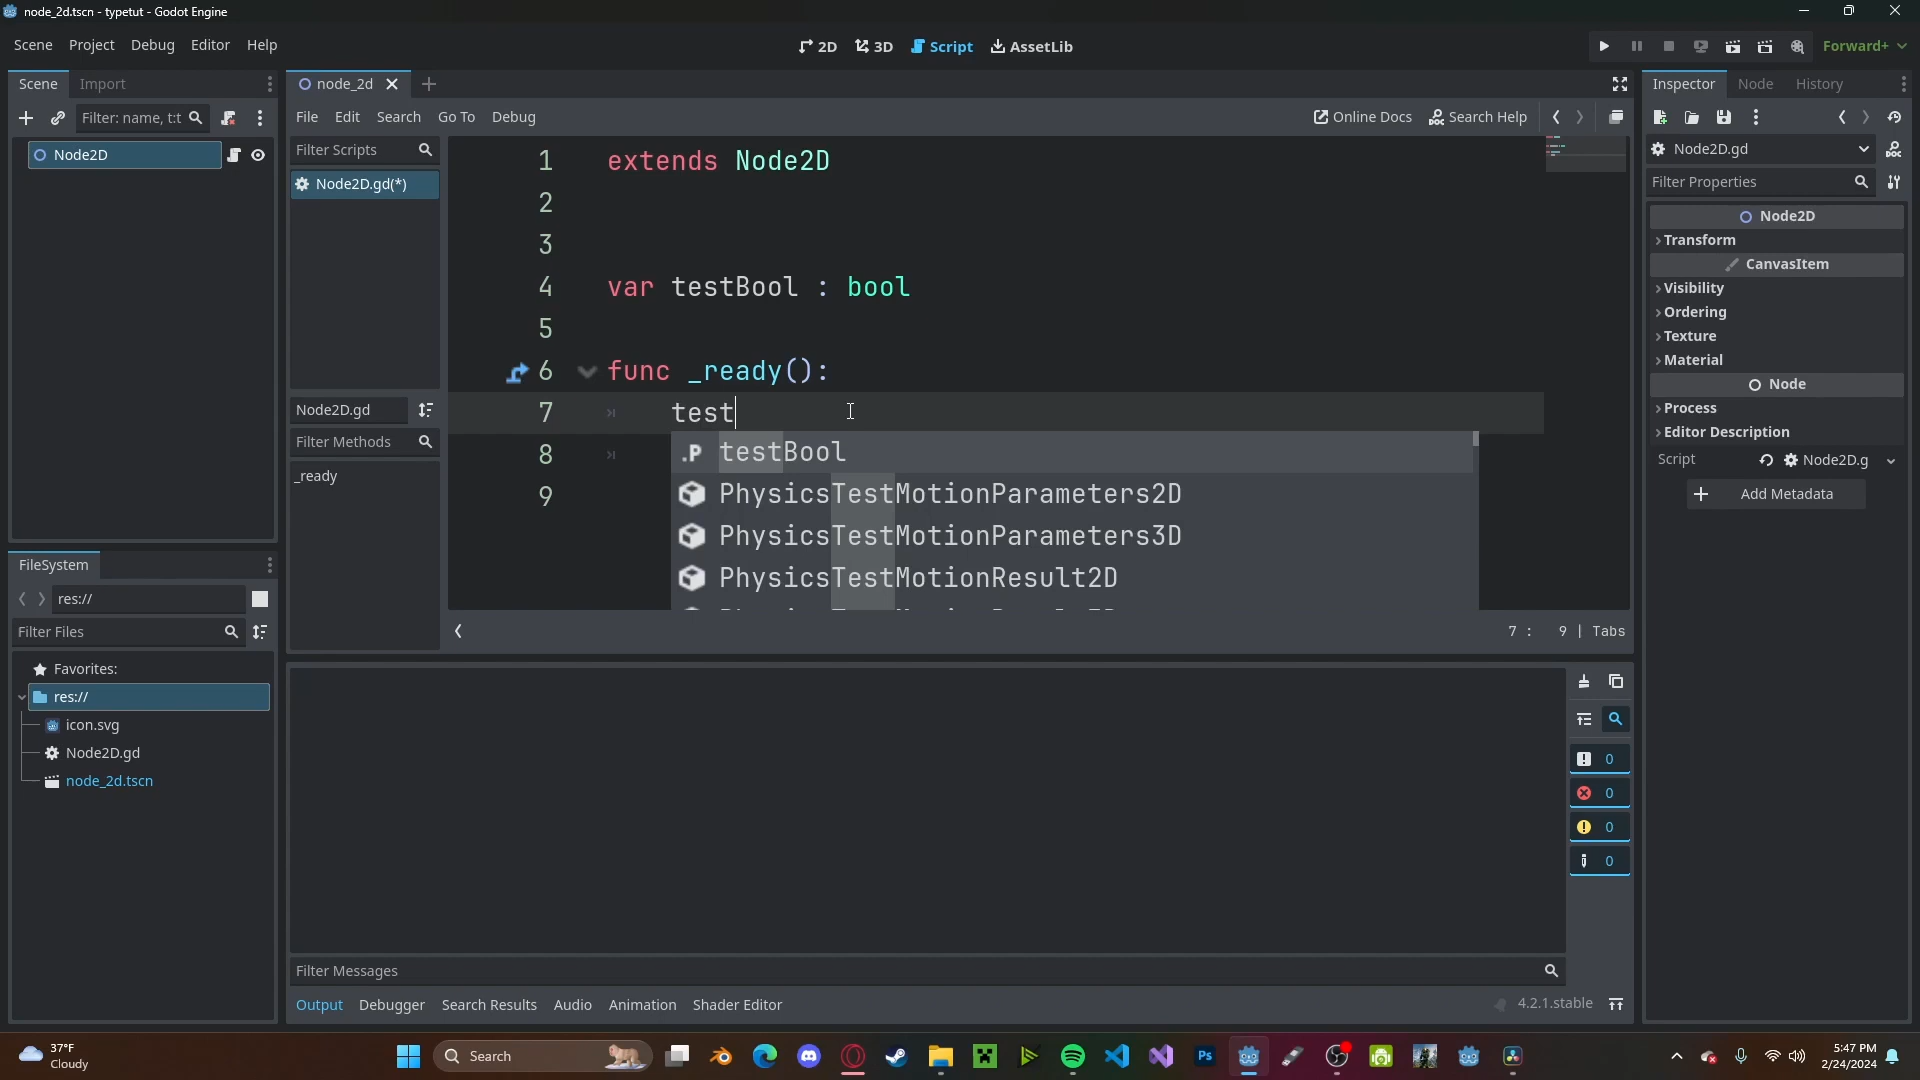 node_2d.tscn - typetut - Godot Engine
Scene Project Debug Editor Help
2D 3D Script AssetLib
Forward+
Scene Import
Filter: name, t:t
Node2D
FileSystem
res://
Filter Files
Favorites:
res://
icon.svg
Node2D.gd
node_2d.tscn
node_2d
File Edit Search Go To Debug
Online Docs Search Help
Filter Scripts
Node2D.gd(*)
Node2D.gd
Filter Methods
_ready
1 extends Node2D
2
3
4 var testBool : bool
5
6 func _ready():
7 test
8
9
testBool
PhysicsTestMotionParameters2D
PhysicsTestMotionParameters3D
PhysicsTestMotionResult2D
7 : 9 | Tabs
0
0
0
0
Filter Messages
Output Debugger Search Results Audio Animation Shader Editor
4.2.1.stable
Inspector Node History
Node2D.gd
Filter Properties
Node2D
Transform
CanvasItem
Visibility
Ordering
Texture
Material
Node
Process
Editor Description
Script Node2D.g
Add Metadata
37°F
Cloudy
Search
Ps
5:47 PM
2/24/2024